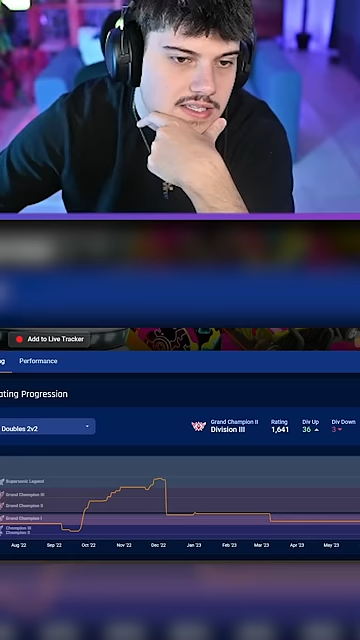 Add to Live Tracker
Performance
ating Progression
Doubles 2v2
Grand Champion II
Division III
Rating
1,641
Div Up
36
Div Down
3
Supersonic Legend
Grand Champion III
Grand Champion II
Grand Champion I
Champion III
Champion II
Aug '22
Sep '22
Oct '22
Nov '22
Dec '22
Jan '23
Feb '23
Mar '23
Apr '23
May '23